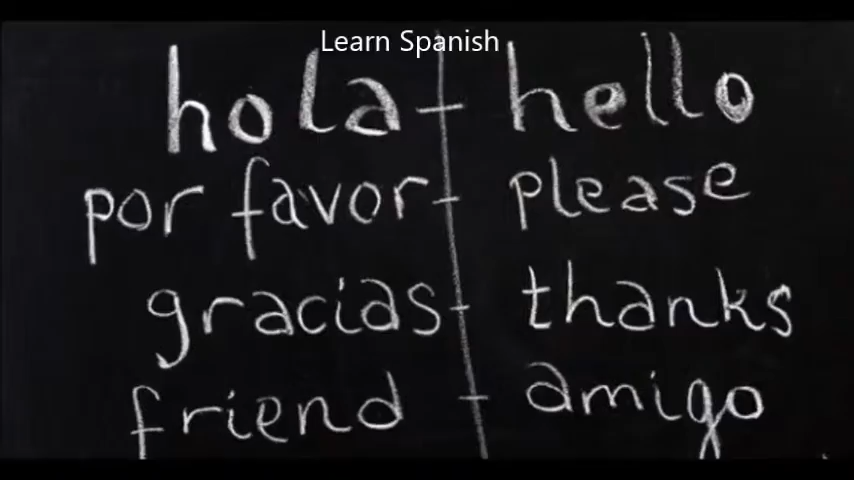 Learn Spanish
hola - hello
por favor - please
gracias - thanks
friend - amigo